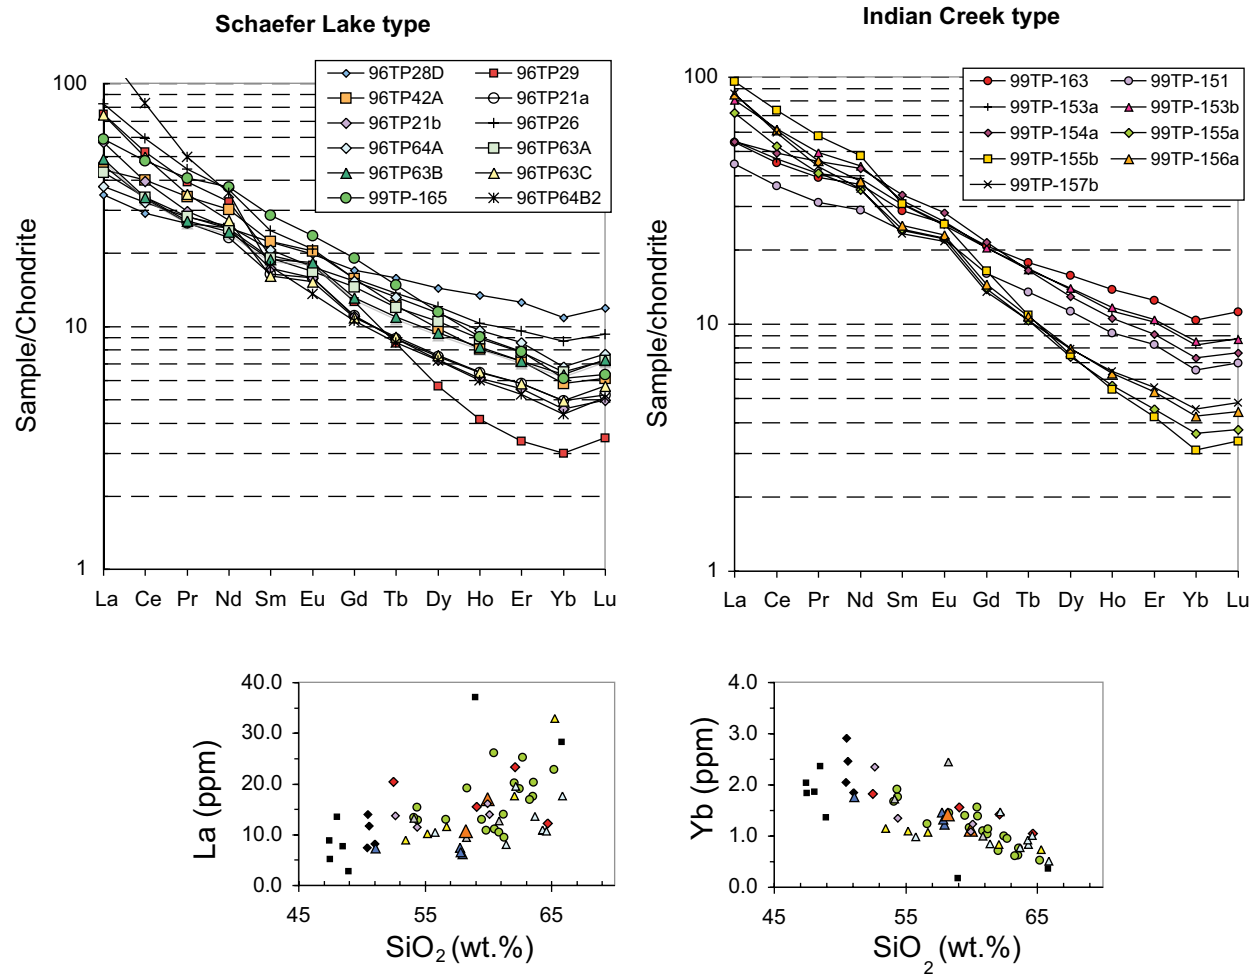 Schaefer Lake type
Indian Creek type
Sample/Chondrite
100
10
1
96TP28D 96TP29
96TP42A 96TP21a
96TP21b 96TP26
96TP64A 96TP63A
96TP63B 96TP63C
99TP-165 96TP64B2
La Ce Pr Nd Sm Eu Gd Tb Dy Ho Er Yb Lu
Sample/chondrite
100
10
1
99TP-163 99TP-151
99TP-153a 99TP-153b
99TP-154a 99TP-155a
99TP-155b 99TP-156a
99TP-157b
La Ce Pr Nd Sm Eu Gd Tb Dy Ho Er Yb Lu
La (ppm)
40.0
30.0
20.0
10.0
0.0
45 55 65
SiO2 (wt.%)
Yb (ppm)
4.0
3.0
2.0
1.0
0.0
45 55 65
SiO2 (wt.%)